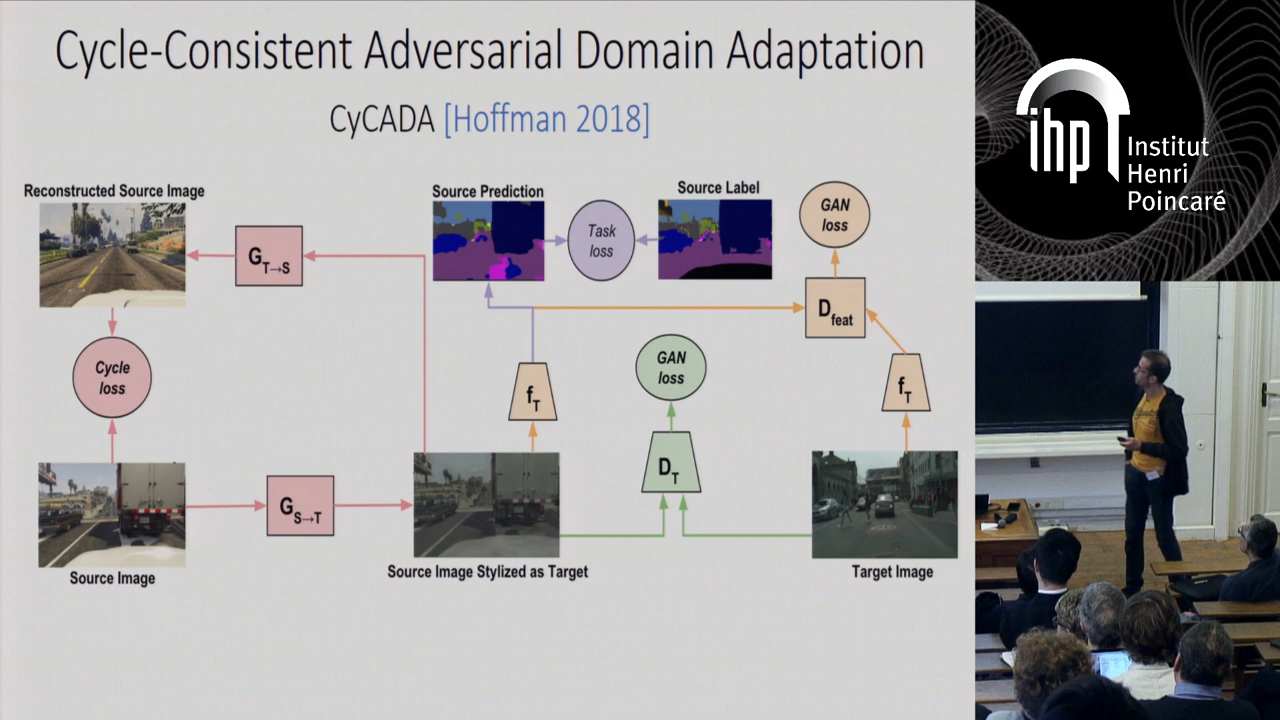 Cycle-Consistent Adversarial Domain Adaptation
CyCADA [Hoffman 2018]
Reconstructed Source Image
Source Prediction
Source Label
GAN
loss
Task
loss
G T→S
D feat
Cycle
loss
GAN
loss
f T
f T
D T
G S→T
Source Image
Source Image Stylized as Target
Target Image
ihp
Institut
Henri
Poincaré